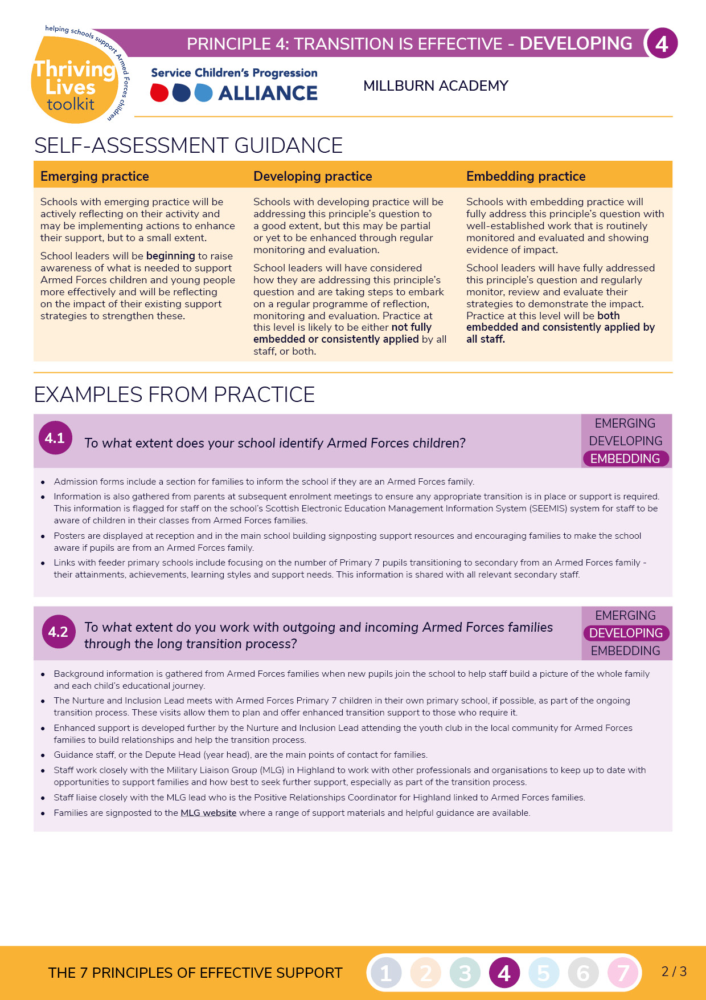 helping schools support Armed Forces children
Thriving
Lives
toolkit
PRINCIPLE 4: TRANSITION IS EFFECTIVE - DEVELOPING
4
Service Children's Progression
ALLIANCE
MILLBURN ACADEMY
SELF-ASSESSMENT GUIDANCE
Emerging practice
Schools with emerging practice will be
actively reflecting on their activity and
may be implementing actions to enhance
their support, but to a small extent.
School leaders will be beginning to raise
awareness of what is needed to support
Armed Forces children and young people
more effectively and will be reflecting
on the impact of their existing support
strategies to strengthen these.
Developing practice
Schools with developing practice will be
addressing this principle's question to
a good extent, but this may be partial
or yet to be enhanced through regular
monitoring and evaluation.
School leaders will have considered
how they are addressing this principle's
question and are taking steps to embark
on a regular programme of reflection,
monitoring and evaluation. Practice at
this level is likely to be either not fully
embedded or consistently applied by all
staff, or both.
Embedding practice
Schools with embedding practice will
fully address this principle's question with
well-established work that is routinely
monitored and evaluated and showing
evidence of impact.
School leaders will have fully addressed
this principle's question and regularly
monitor, review and evaluate their
strategies to demonstrate the impact.
Practice at this level will be both
embedded and consistently applied by
all staff.
EXAMPLES FROM PRACTICE
4.1
To what extent does your school identify Armed Forces children?
EMERGING
DEVELOPING
EMBEDDING
• Admission forms include a section for families to inform the school if they are an Armed Forces family.
• Information is also gathered from parents at subsequent enrolment meetings to ensure any appropriate transition is in place or support is required.
This information is flagged for staff on the school's Scottish Electronic Education Management Information System (SEEMIS) system for staff to be
aware of children in their classes from Armed Forces families.
• Posters are displayed at reception and in the main school building signposting support resources and encouraging families to make the school
aware if pupils are from an Armed Forces family.
• Links with feeder primary schools include focusing on the number of Primary 7 pupils transitioning to secondary from an Armed Forces family -
their attainments, achievements, learning styles and support needs. This information is shared with all relevant secondary staff.
4.2
To what extent do you work with outgoing and incoming Armed Forces families
through the long transition process?
EMERGING
DEVELOPING
EMBEDDING
• Background information is gathered from Armed Forces families when new pupils join the school to help staff build a picture of the whole family
and each child's educational journey.
• The Nurture and Inclusion Lead meets with Armed Forces Primary 7 children in their own primary school, if possible, as part of the ongoing
transition process. These visits allow them to plan and offer enhanced transition support to those who require it.
• Enhanced support is developed further by the Nurture and Inclusion Lead attending the youth club in the local community for Armed Forces
families to build relationships and help the transition process.
• Guidance staff, or the Depute Head (year head), are the main points of contact for families.
• Staff work closely with the Military Liaison Group (MLG) in Highland to work with other professionals and organisations to keep up to date with
opportunities to support families and how best to seek further support, especially as part of the transition process.
• Staff liaise closely with the MLG lead who is the Positive Relationships Coordinator for Highland linked to Armed Forces families.
• Families are signposted to the MLG website where a range of support materials and helpful guidance are available.
THE 7 PRINCIPLES OF EFFECTIVE SUPPORT
1 2 3 4 5 6 7
2 / 3